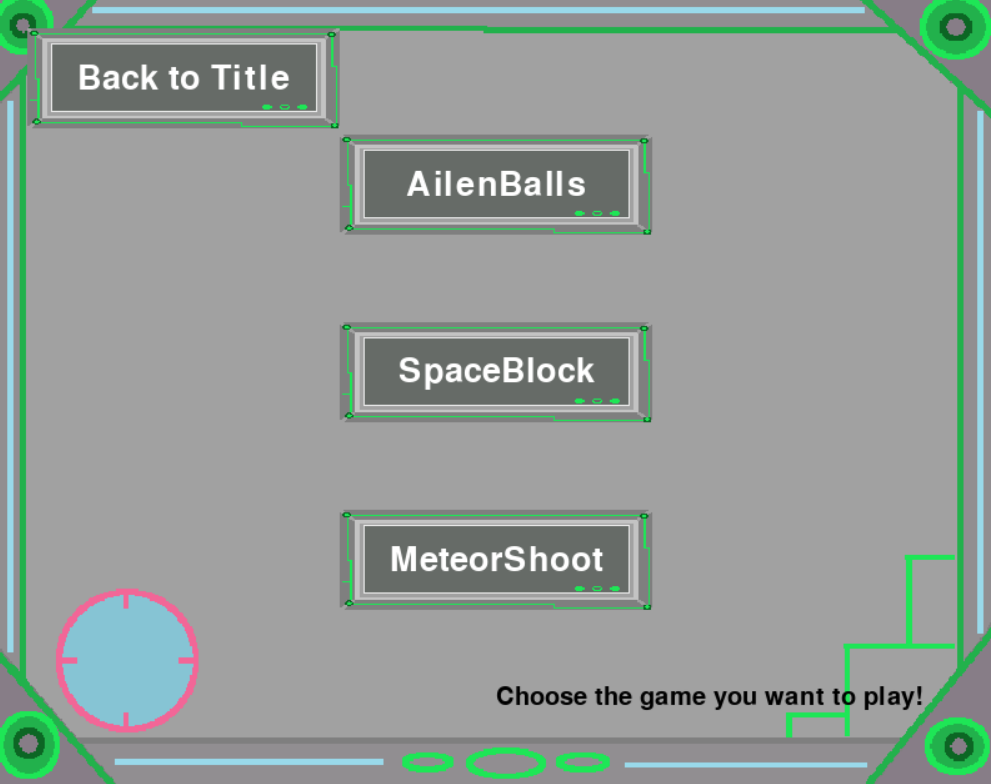 Back to Title
AilenBalls
SpaceBlock
MeteorShoot
Choose the game you want to play!